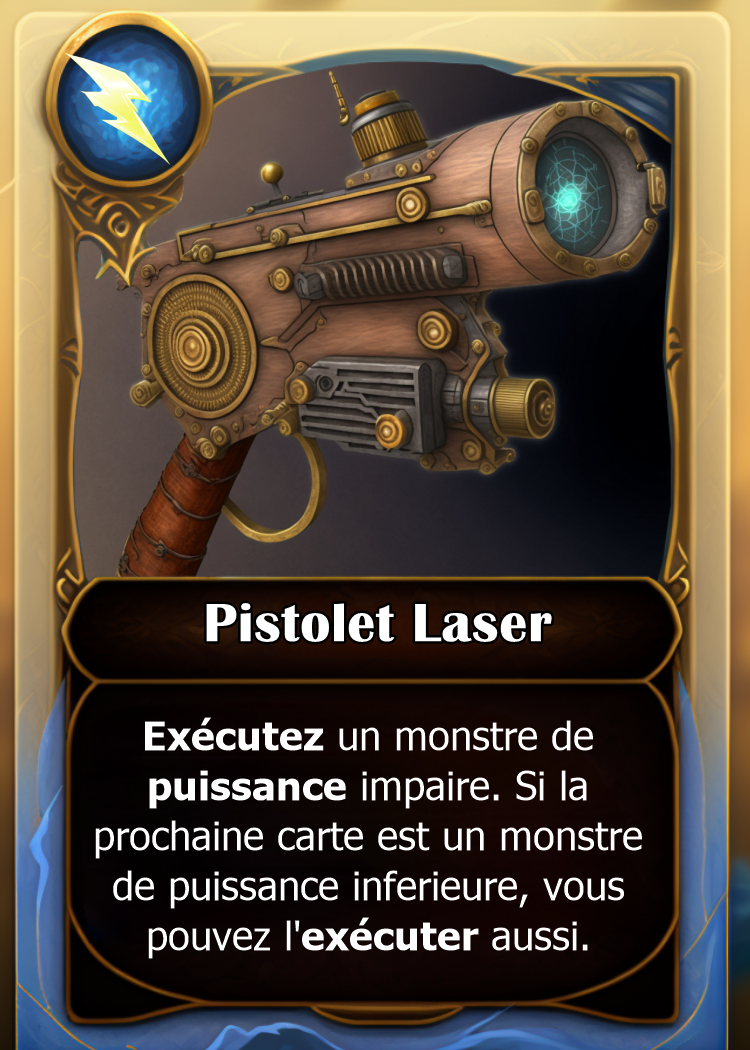 Pistolet Laser
Exécutez un monstre de
puissance impaire. Si la
prochaine carte est un monstre
de puissance inferieure, vous
pouvez l'exécuter aussi.